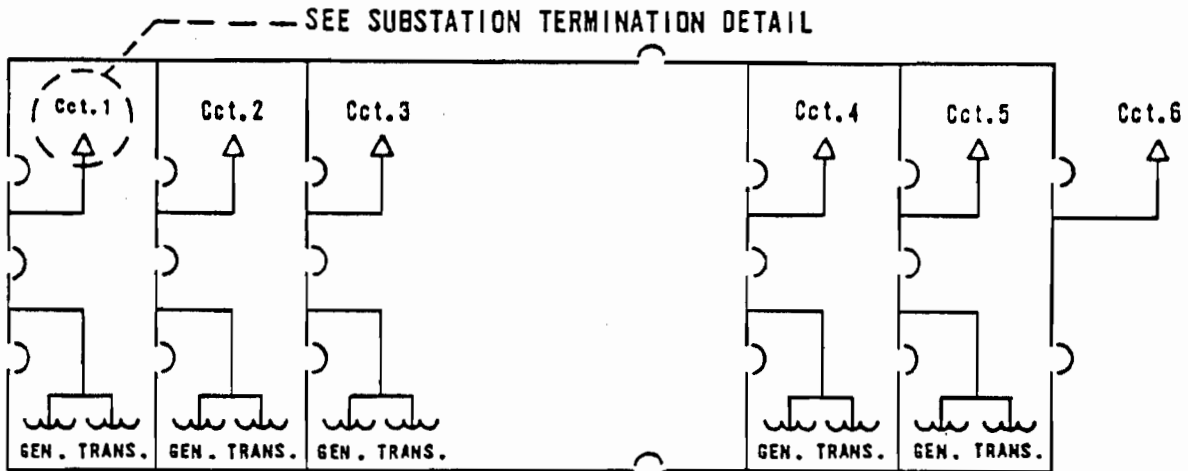 SEE SUBSTATION TERMINATION DETAIL
Cct.1 Cct.2 Cct.3 Cct.4 Cct.5 Cct.6
GEN. TRANS. GEN. TRANS. GEN. TRANS. GEN. TRANS. GEN. TRANS.